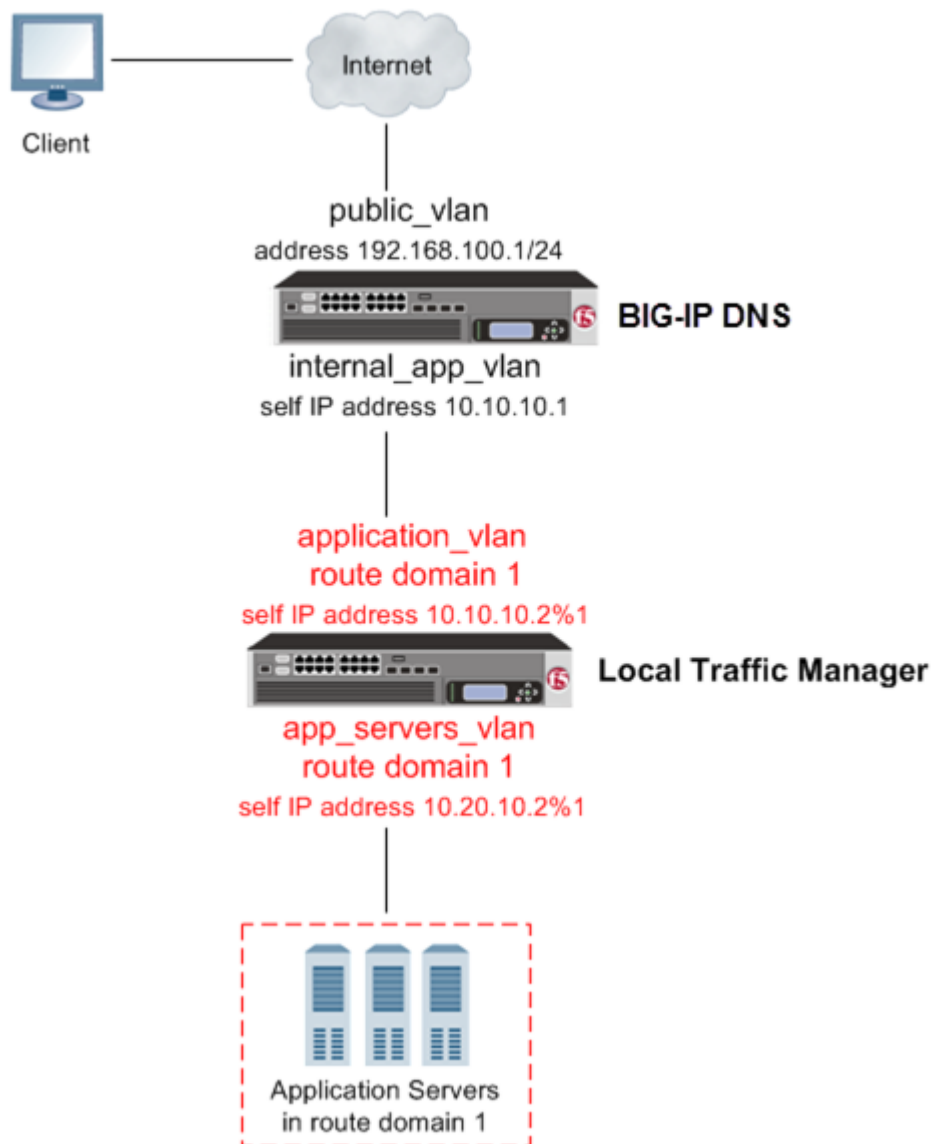 Internet
Client
public_vlan
address 192.168.100.1/24
f5
BIG-IP DNS
internal_app_vlan
self IP address 10.10.10.1
application_vlan
route domain 1
self IP address 10.10.10.2%1
f5
Local Traffic Manager
app_servers_vlan
route domain 1
self IP address 10.20.10.2%1
Application Servers
in route domain 1